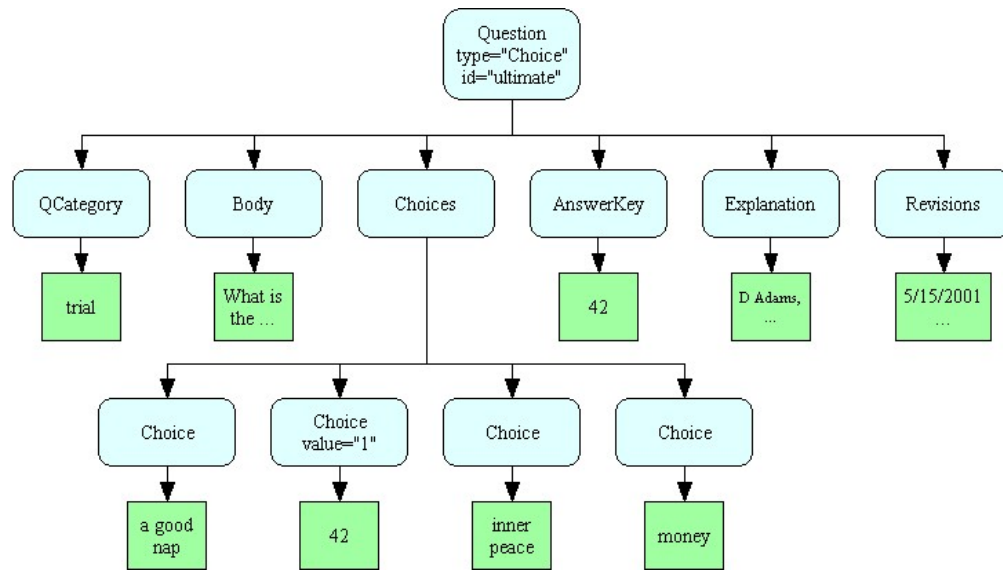 Question
type="Choice"
id="ultimate"
QCategory
Body
Choices
AnswerKey
Explanation
Revisions
trial
What is
the ...
42
D Adams,
...
5/15/2001
...
Choice
Choice
value="1"
Choice
Choice
a good
nap
42
inner
peace
money